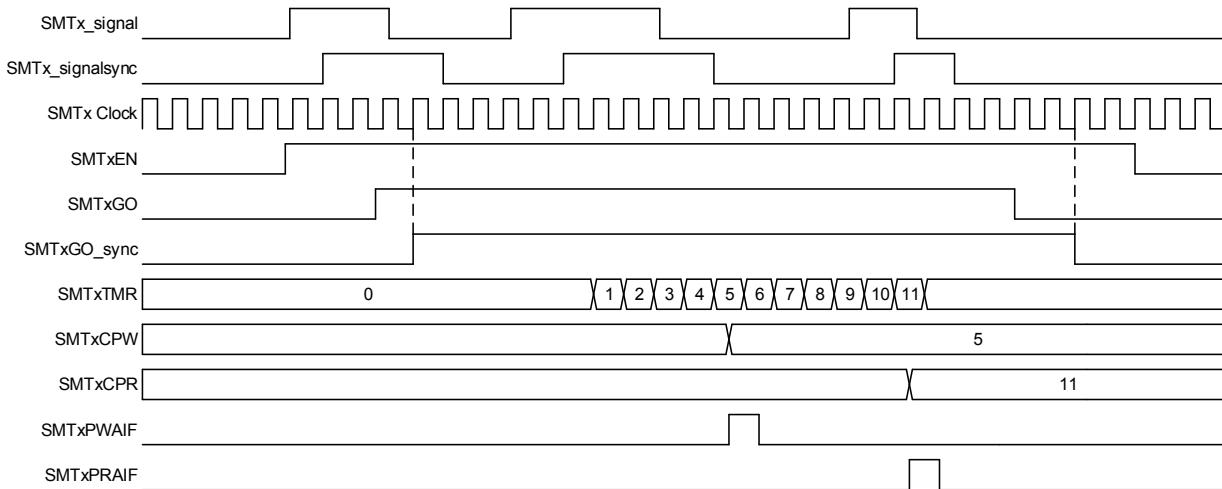 SMTx_signal
SMTx_signalsync
SMTx Clock
SMTxEN
SMTxGO
SMTxGO_sync
SMTxTMR 0 1 2 3 4 5 6 7 8 9 10 11
SMTxCPW 5
SMTxCPR 11
SMTxPWAIF
SMTxPRAIF